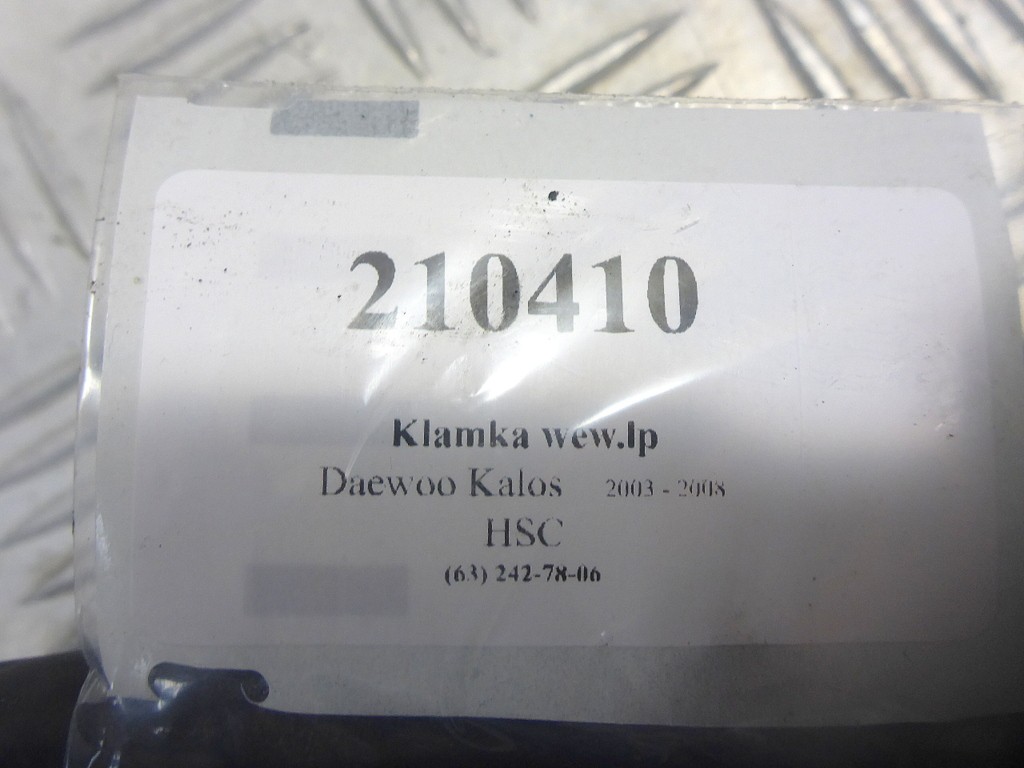 210410
Klamka wew.lp
Daewoo Kalos 2003 - 2008
HSC
(63) 242-78-06